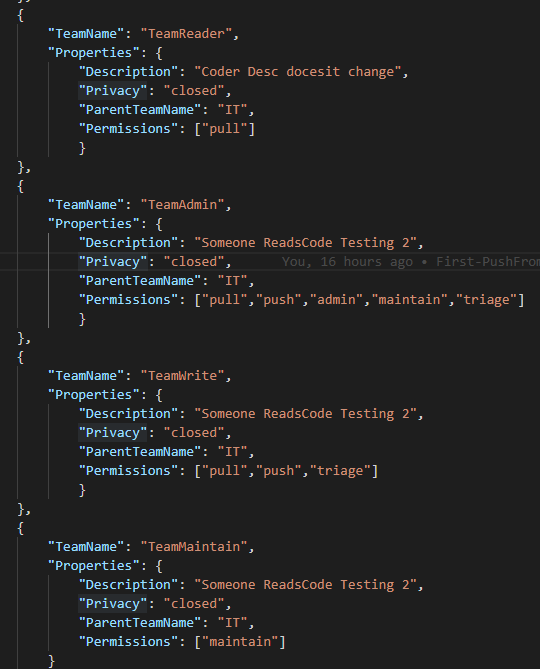 },
{
"TeamName": "TeamReader",
"Properties": {
"Description": "Coder Desc docesit change",
"Privacy": "closed",
"ParentTeamName": "IT",
"Permissions": ["pull"]
}
},
{
"TeamName": "TeamAdmin",
"Properties": {
"Description": "Someone ReadsCode Testing 2",
"Privacy": "closed", You, 16 hours ago • First-PushFrom
"ParentTeamName": "IT",
"Permissions": ["pull","push","admin","maintain","triage"]
}
},
{
"TeamName": "TeamWrite",
"Properties": {
"Description": "Someone ReadsCode Testing 2",
"Privacy": "closed",
"ParentTeamName": "IT",
"Permissions": ["pull","push","triage"]
}
},
{
"TeamName": "TeamMaintain",
"Properties": {
"Description": "Someone ReadsCode Testing 2",
"Privacy": "closed",
"ParentTeamName": "IT",
"Permissions": ["maintain"]
}